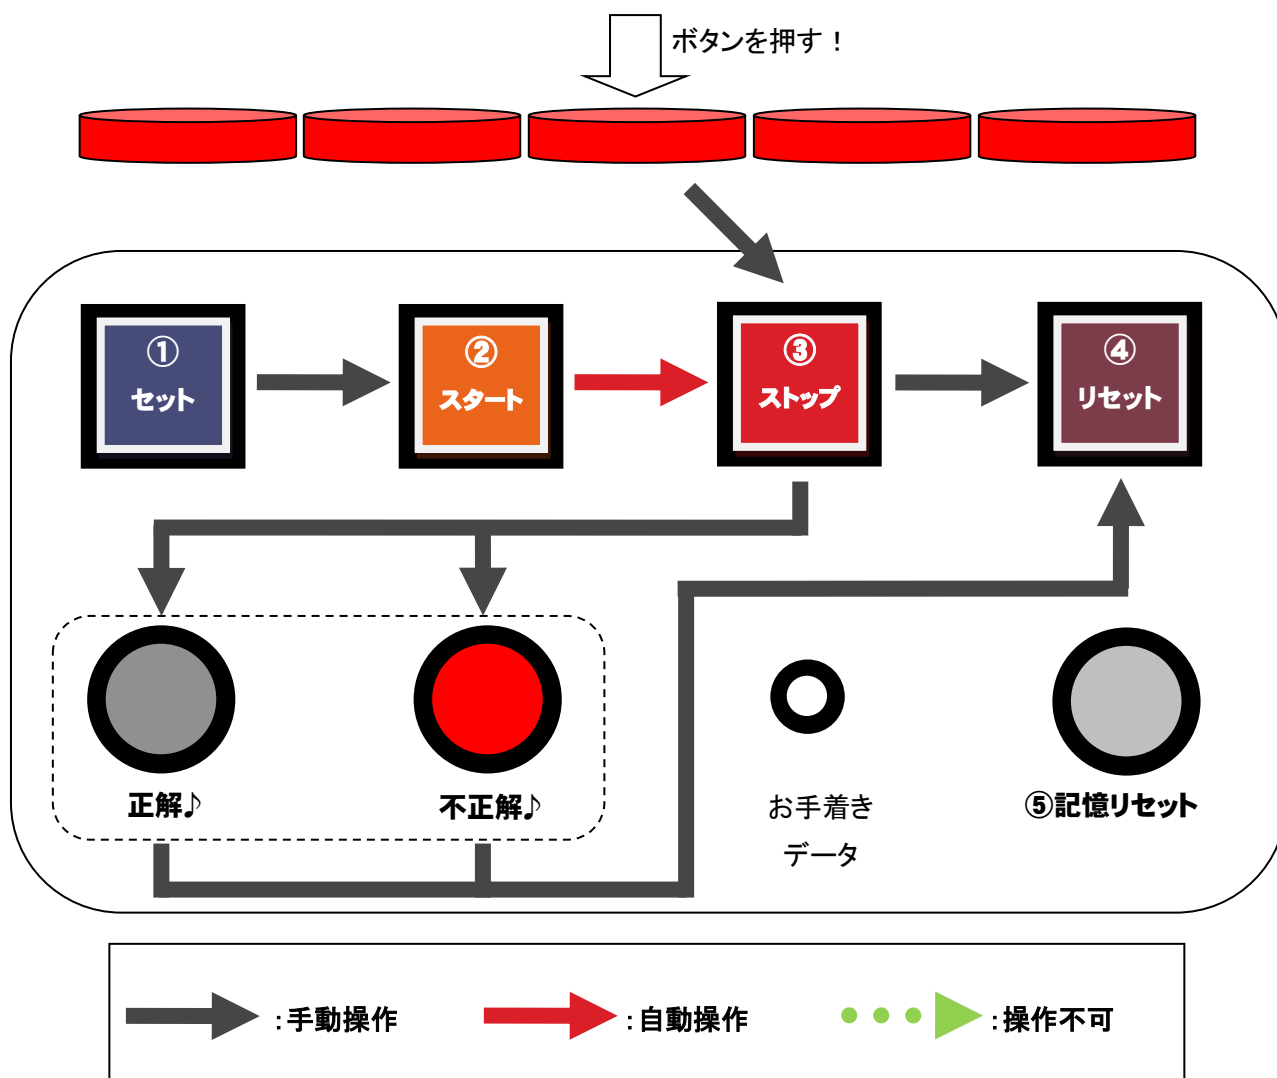 ボタンを押す！
①
セット
②
スタート
③
ストップ
④
リセット
正解♪
不正解♪
お手着き
データ
⑤記憶リセット
:手動操作
:自動操作
:操作不可